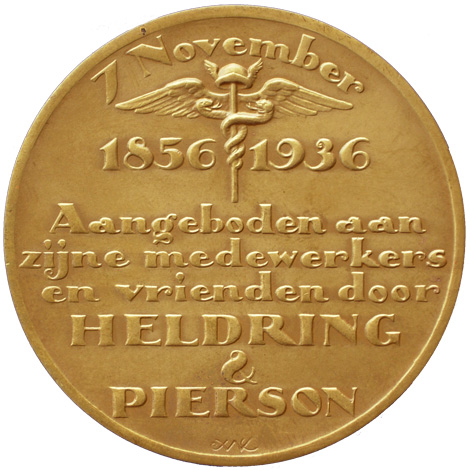 7 November
1856 1936
Aangeboden aan
zijne medewerkers
en vrienden door
HELDRING
&
PIERSON